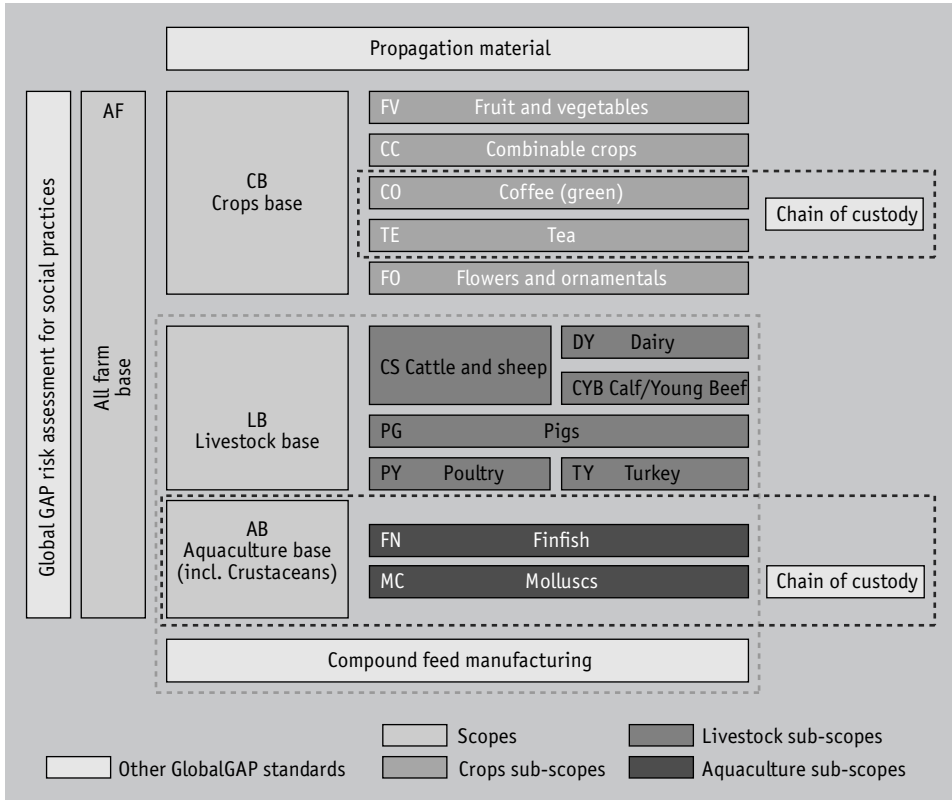 Propagation material
Global GAP risk assessment for social practices
AF
All farm
base
CB
Crops base
FV Fruit and vegetables
CC Combinable crops
CO Coffee (green)
TE Tea
FO Flowers and ornamentals
Chain of custody
LB
Livestock base
CS Cattle and sheep
DY Dairy
CYB Calf/Young Beef
PG Pigs
PY Poultry
TY Turkey
AB
Aquaculture base
(incl. Crustaceans)
FN Finfish
MC Molluscs
Chain of custody
Compound feed manufacturing
Scopes
Livestock sub-scopes
Other GlobalGAP standards
Crops sub-scopes
Aquaculture sub-scopes